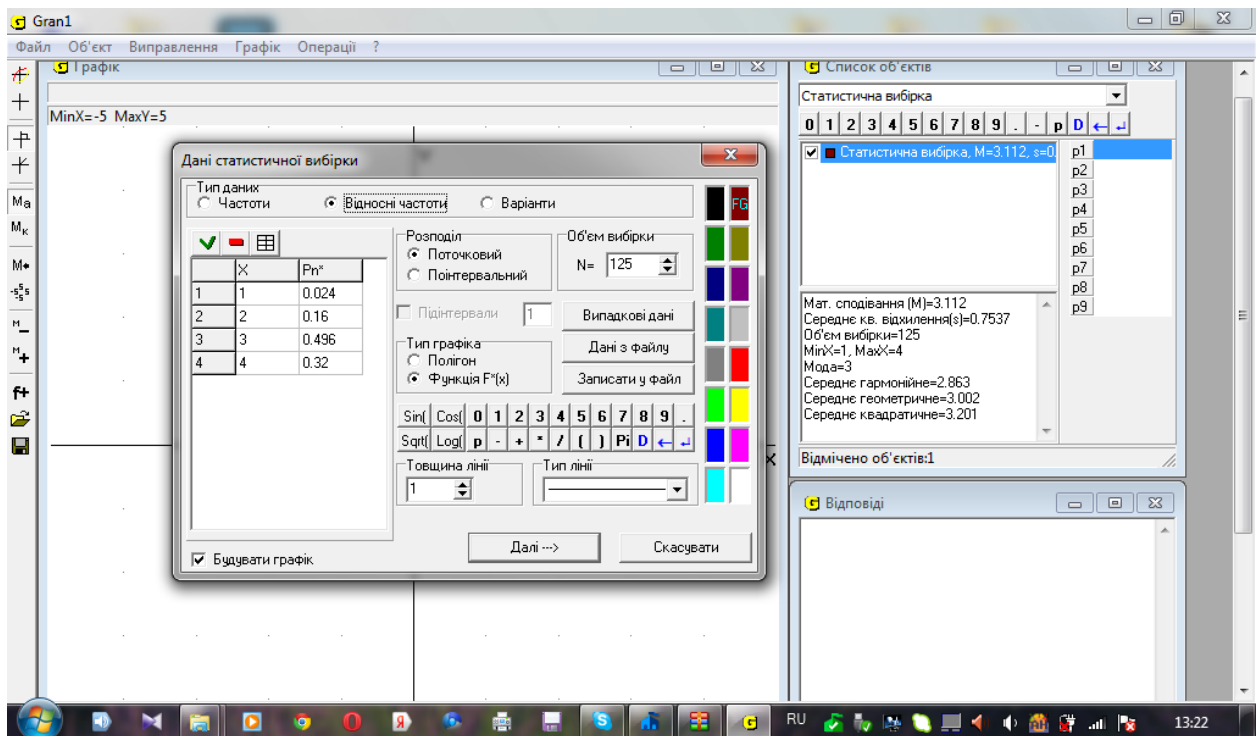 Gran1
Файл Об'єкт Виправлення Графік Операції ?
Графік
MinX=-5 MaxY=5
Дані статистичної вибірки
Тип даних
Частоти Відносні частоти Варіанти
X Pn*
1 1 0.024
2 2 0.16
3 3 0.496
4 4 0.32
Розподіл
Поточковий
Поінтервальний
Об'єм вибірки
N= 125
Підінтервали 1
Випадкові дані
Тип графіка
Полігон
Функція F*(x)
Дані з файлу
Записати у файл
Sin( Cos( 0 1 2 3 4 5 6 7 8 9 .
Sqrt( Log( p - + * / ( ) Pi D ← ↵
Товщина лінії
1
Тип лінії
FG
Будувати графік
Далі --->
Скасувати
X
Список об'єктів
Статистична вибірка
0 1 2 3 4 5 6 7 8 9 . - p D ← ↵
Статистична вибірка, M=3.112, s=0.
p1
p2
p3
p4
p5
p6
p7
p8
p9
Мат. сподівання (M)=3.112
Середнє кв. відхилення(s)=0.7537
Об'єм вибірки=125
MinX=1, MaxX=4
Мода=3
Середнє гармонійне=2.863
Середнє геометричне=3.002
Середнє квадратичне=3.201
Відмічено об'єктів:1
Відповіді
RU
13:22